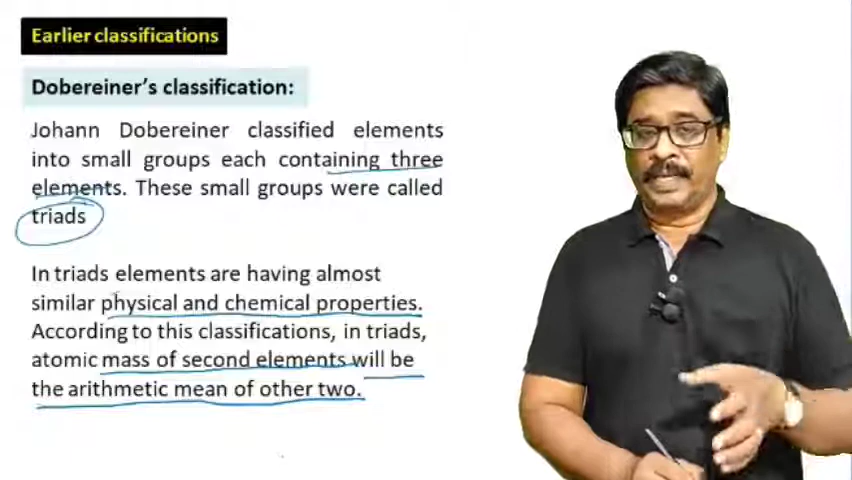 Earlier classifications
Dobereiner's classification:
Johann Dobereiner classified elements
into small groups each containing three
elements. These small groups were called
triads
In triads elements are having almost
similar physical and chemical properties.
According to this classifications, in triads,
atomic mass of second elements will be
the arithmetic mean of other two.